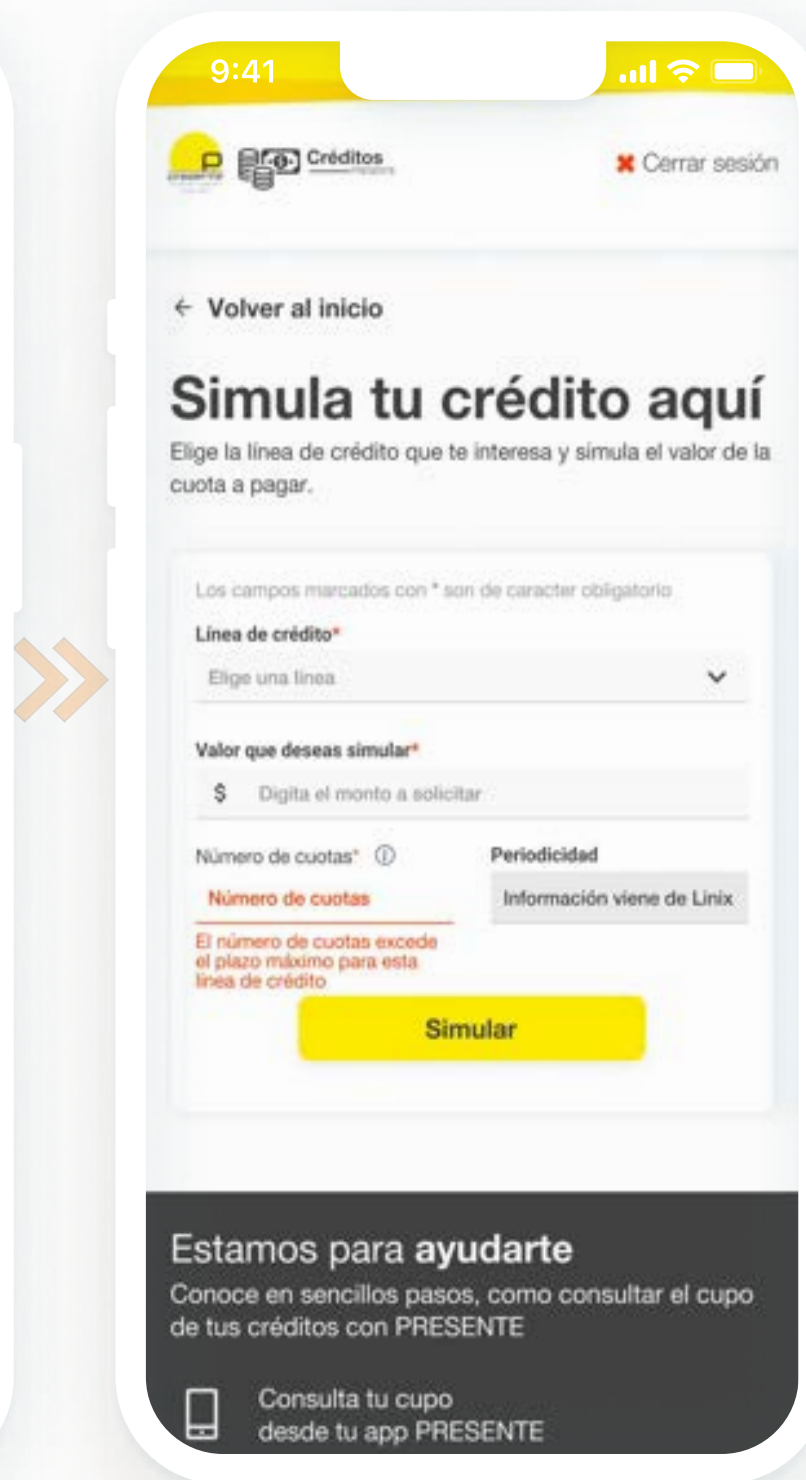 9:41
Créditos
✖ Cerrar sesión
← Volver al inicio
Simula tu crédito aquí
Elige la línea de crédito que te interesa y simula el valor de la
cuota a pagar.
Los campos marcados con * son de caracter obligatorio
Línea de crédito*
Elige una línea
Valor que deseas simular*
$ Digita el monto a solicitar
Número de cuotas* Periodicidad
Número de cuotas Información viene de Linix
El número de cuotas excede
el plazo máximo para esta
línea de crédito
Simular
Estamos para ayudarte
Conoce en sencillos pasos, como consultar el cupo
de tus créditos con PRESENTE
Consulta tu cupo
desde tu app PRESENTE